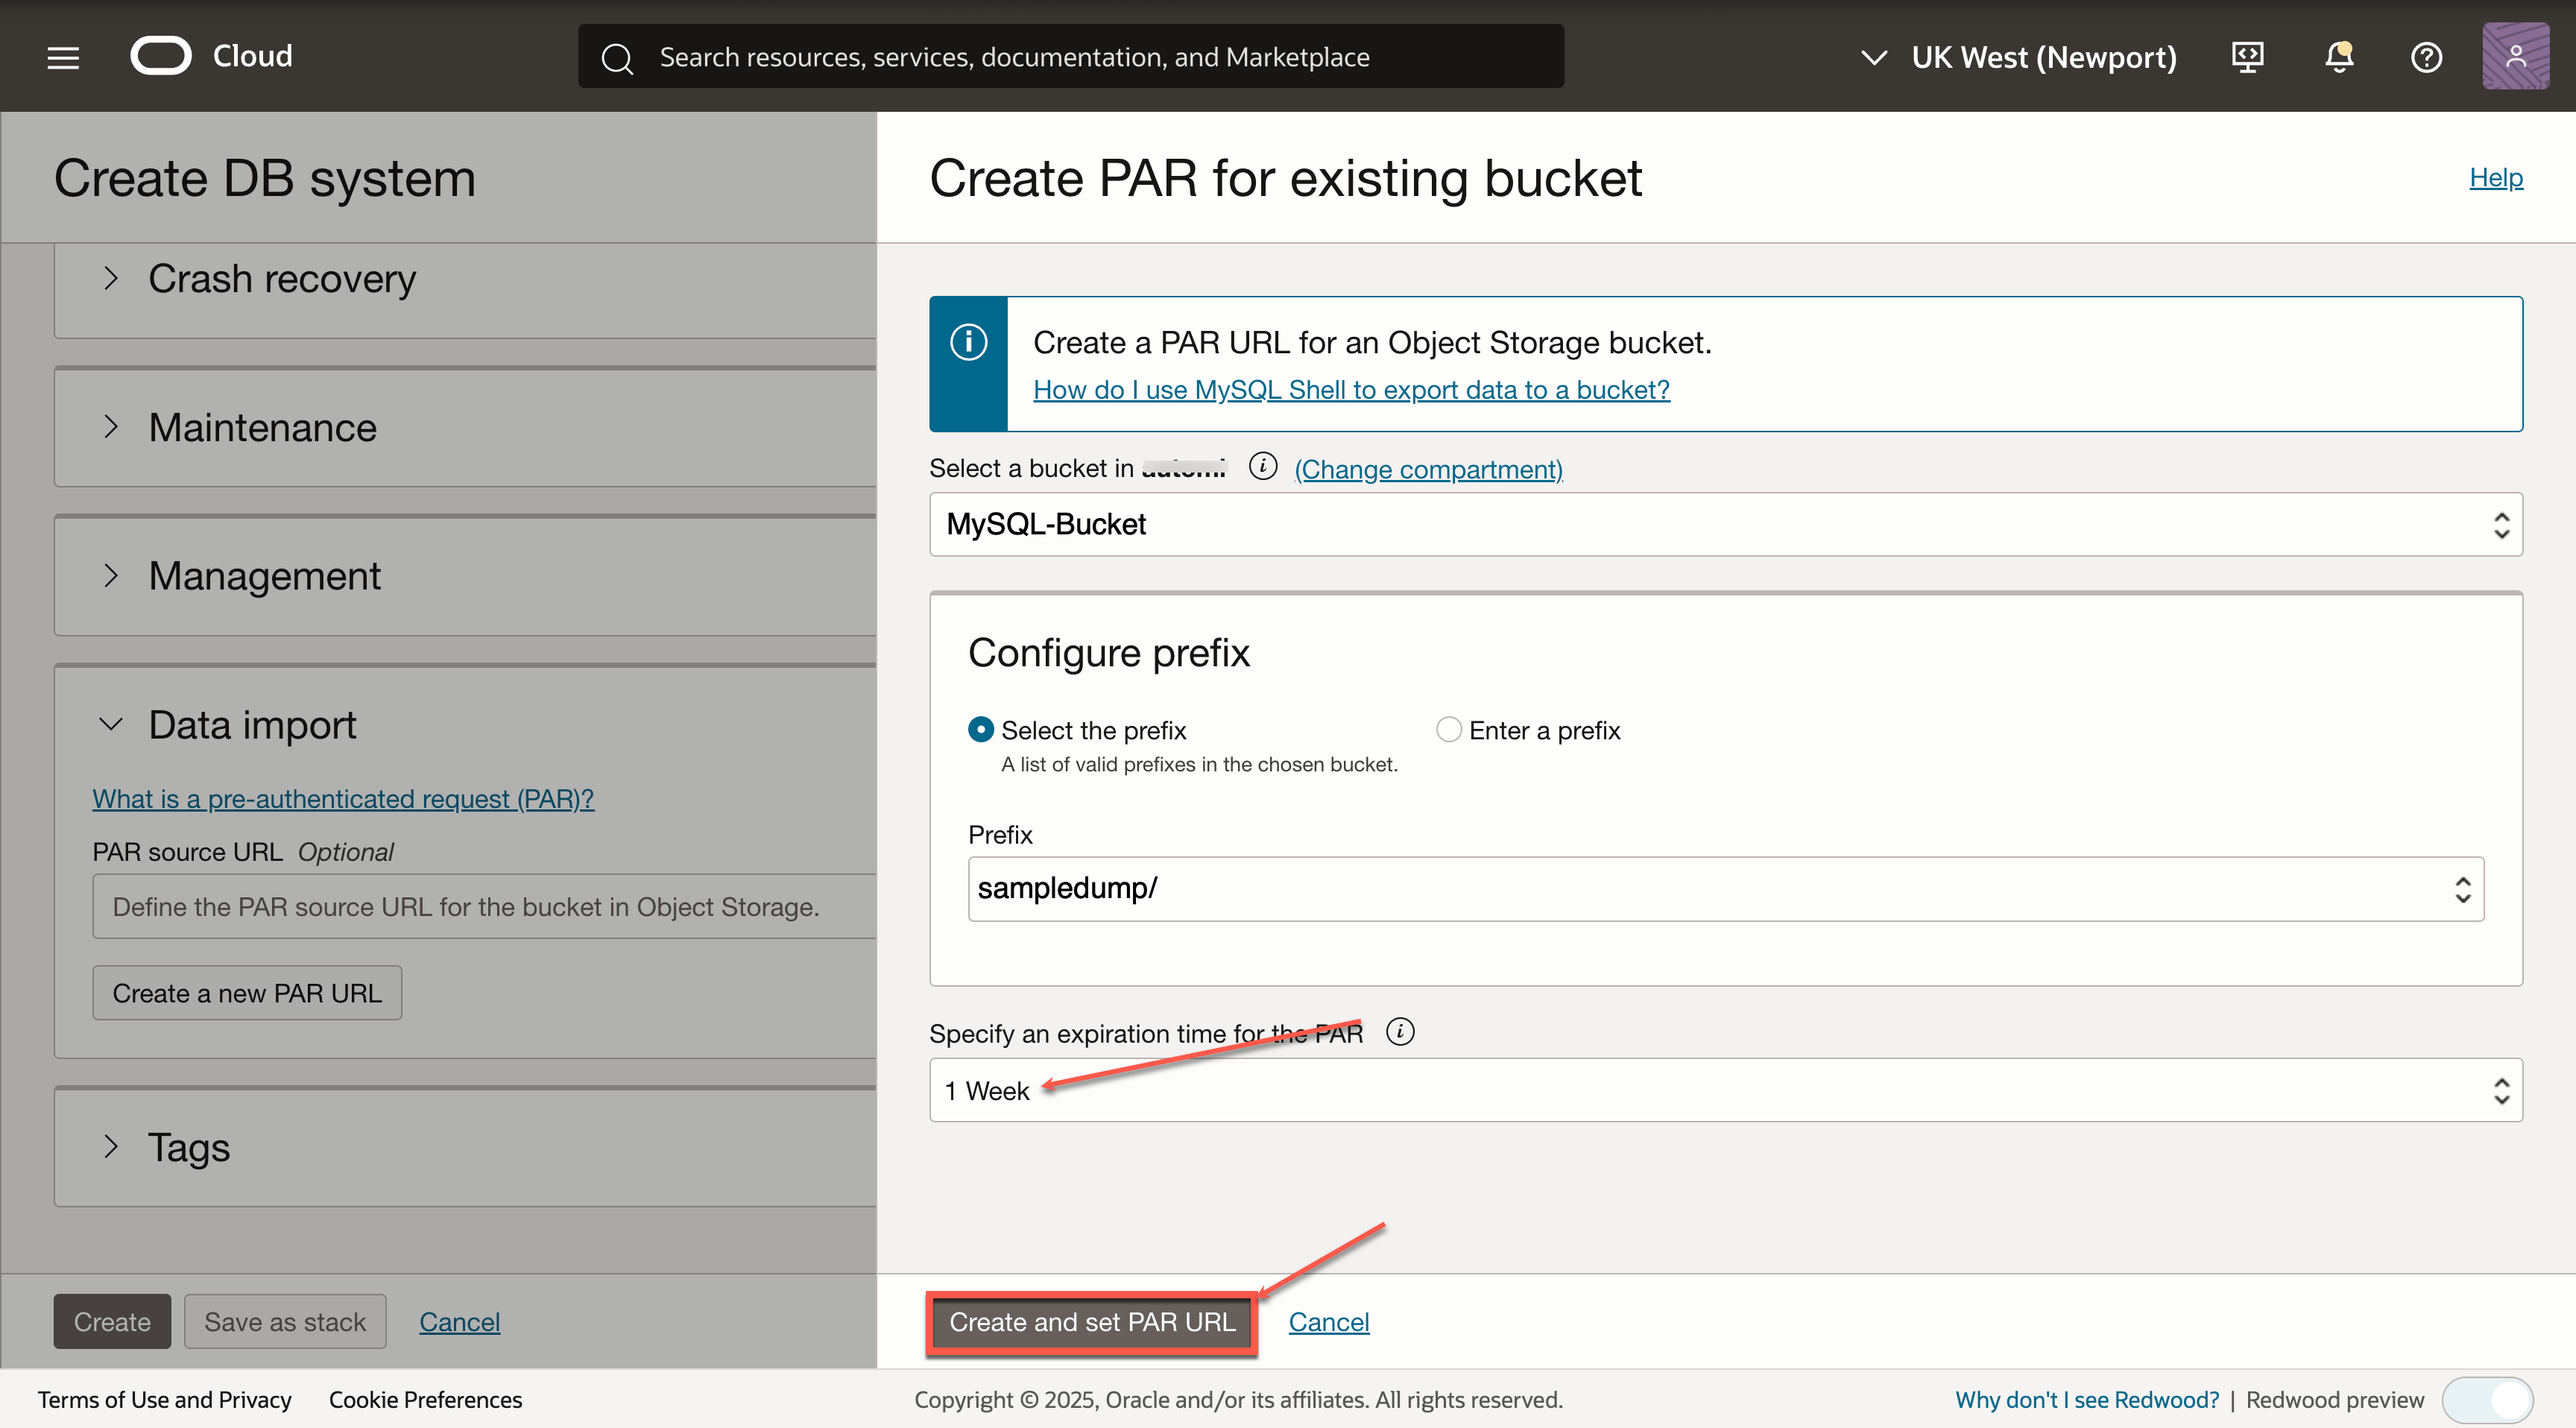 Cloud
Search resources, services, documentation, and Marketplace
UK West (Newport)
Create DB system
Crash recovery
Maintenance
Management
Data import
What is a pre-authenticated request (PAR)?
PAR source URL Optional
Define the PAR source URL for the bucket in Object Storage.
Create a new PAR URL
Tags
Create
Save as stack
Cancel
Create PAR for existing bucket
Help
Create a PAR URL for an Object Storage bucket.
How do I use MySQL Shell to export data to a bucket?
Select a bucket in
(Change compartment)
MySQL-Bucket
Configure prefix
Select the prefix
A list of valid prefixes in the chosen bucket.
Enter a prefix
Prefix
sampledump/
Specify an expiration time for the PAR
1 Week
Create and set PAR URL
Cancel
Terms of Use and Privacy
Cookie Preferences
Copyright © 2025, Oracle and/or its affiliates. All rights reserved.
Why don't I see Redwood? | Redwood preview